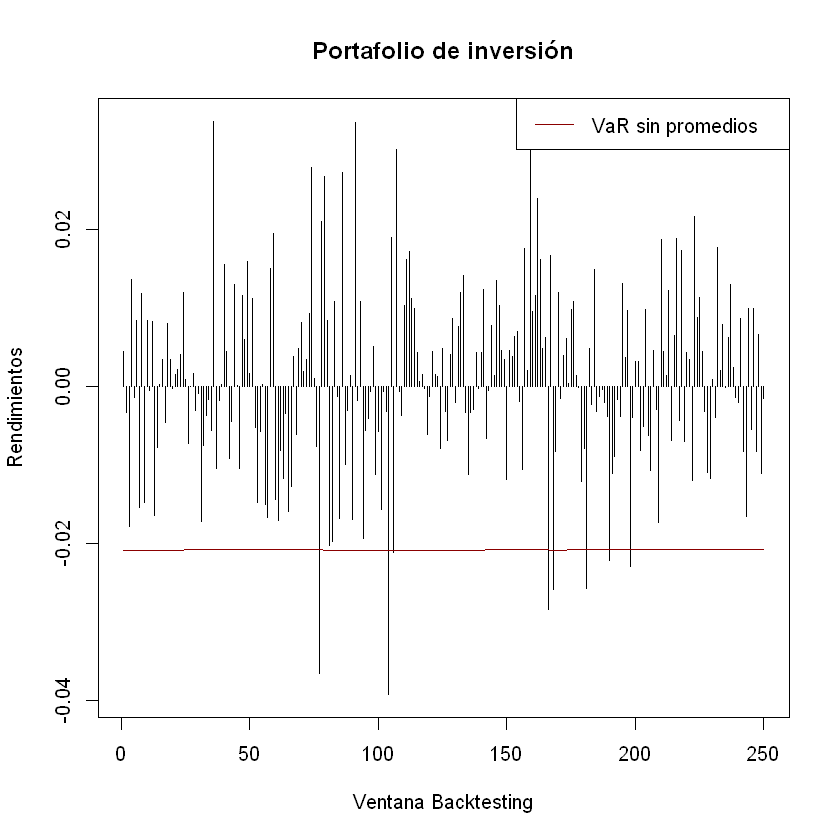 Portafolio de inversión
VaR sin promedios
Rendimientos
0.02
0.00
-0.02
-0.04
0 50 100 150 200 250
Ventana Backtesting